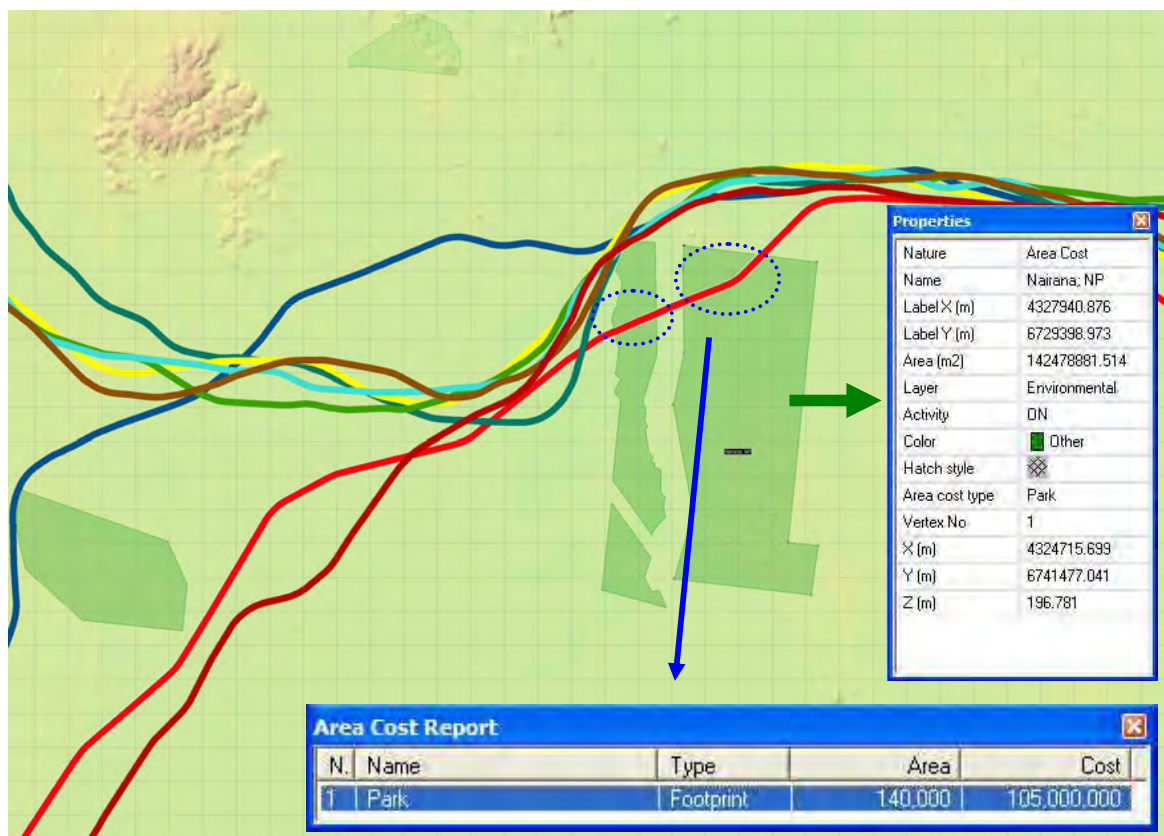 Properties
Nature Area Cost
Name Nairana; NP
Label X (m) 4327940.876
Label Y (m) 6729398.973
Area (m2) 142478881.514
Layer Environmental
Activity ON
Color Other
Hatch style
Area cost type Park
Vertex No 1
X (m) 4324715.699
Y (m) 6741477.041
Z (m) 196.781
Area Cost Report
N. Name Type Area Cost
1 Park Footprint 140,000 105,000,000